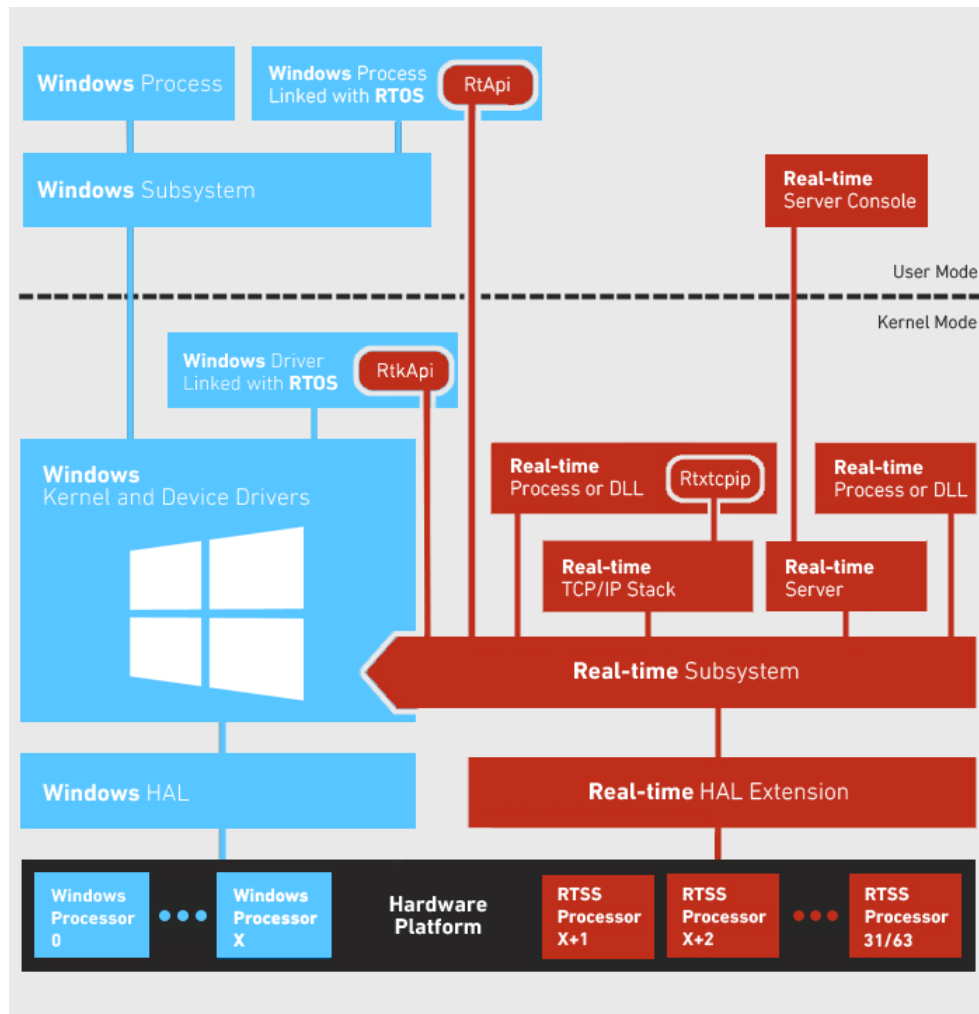 Windows Process
Windows Process
Linked with RTOS
RtApi
Windows Subsystem
Real-time
Server Console
User Mode
Kernel Mode
Windows Driver
Linked with RTOS
RtkApi
Windows
Kernel and Device Drivers
Real-time
Process or DLL
Rtxtcpip
Real-time
Process or DLL
Real-time
TCP/IP Stack
Real-time
Server
Real-time Subsystem
Windows HAL
Real-time HAL Extension
Windows
Processor
0
Windows
Processor
X
Hardware
Platform
RTSS
Processor
X+1
RTSS
Processor
X+2
RTSS
Processor
31/63